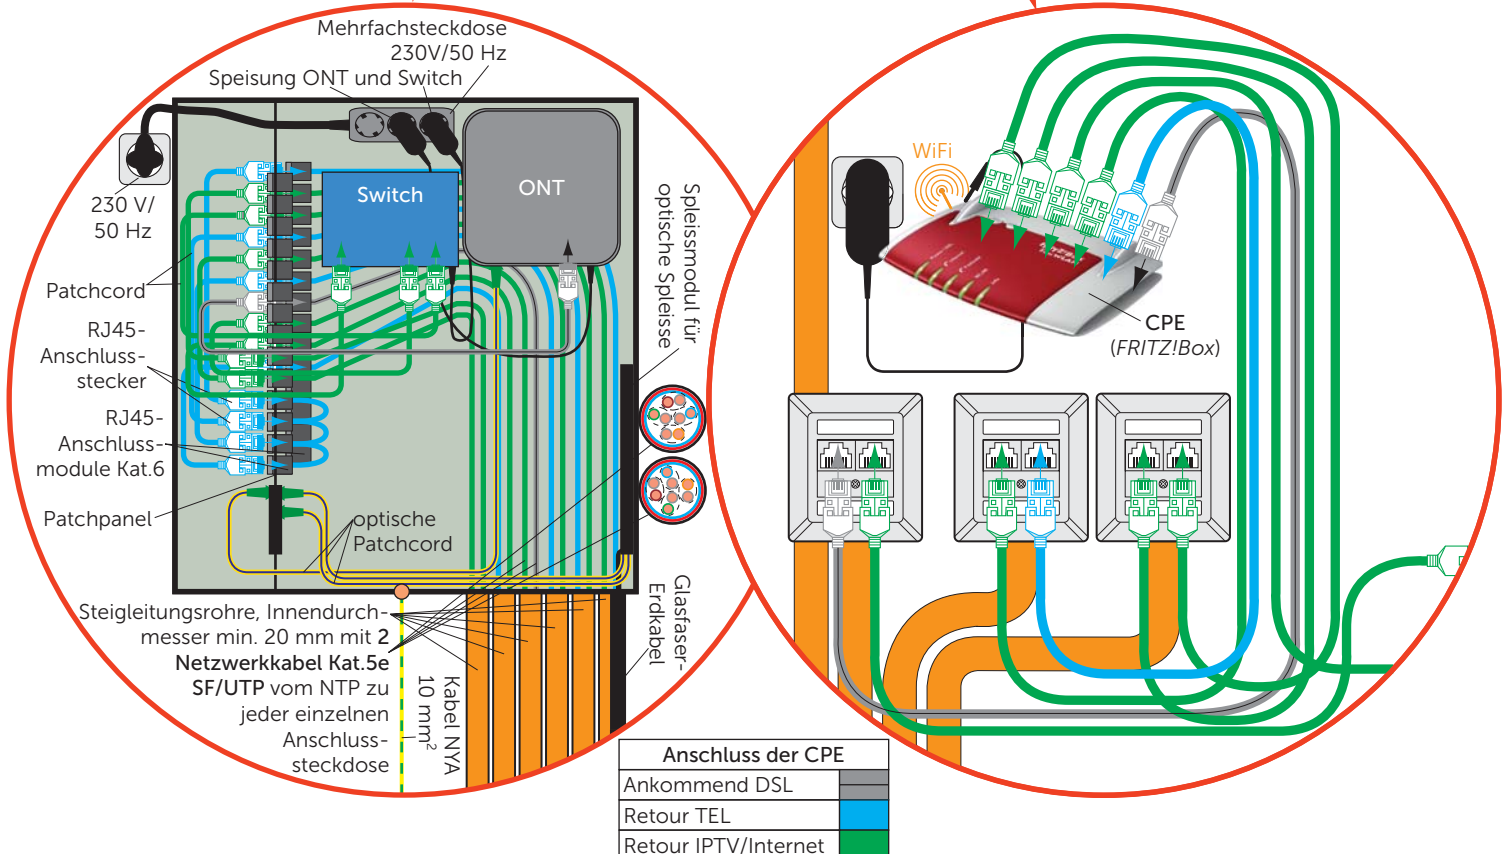 Mehrfachsteckdose
230V/50 Hz
Speisung ONT und Switch
230 V/
50 Hz
Switch
ONT
Patchcord
RJ45-
Anschluss-
stecker
RJ45-
Anschluss-
module Kat.6
Patchpanel
optische
Patchcord
Spleissmodul für
optische Spleisse
Steigleitungsrohre, Innendurch-
messer min. 20 mm mit 2
Netzwerkkabel Kat.5e
SF/UTP vom NTP zu
jeder einzelnen
Anschluss-
steckdose
Kabel NYA
10 mm²
Glasfaser-
Erdkabel
WiFi
CPE
(FRITZ!Box)
Anschluss der CPE
Ankommend DSL
Retour TEL
Retour IPTV/Internet